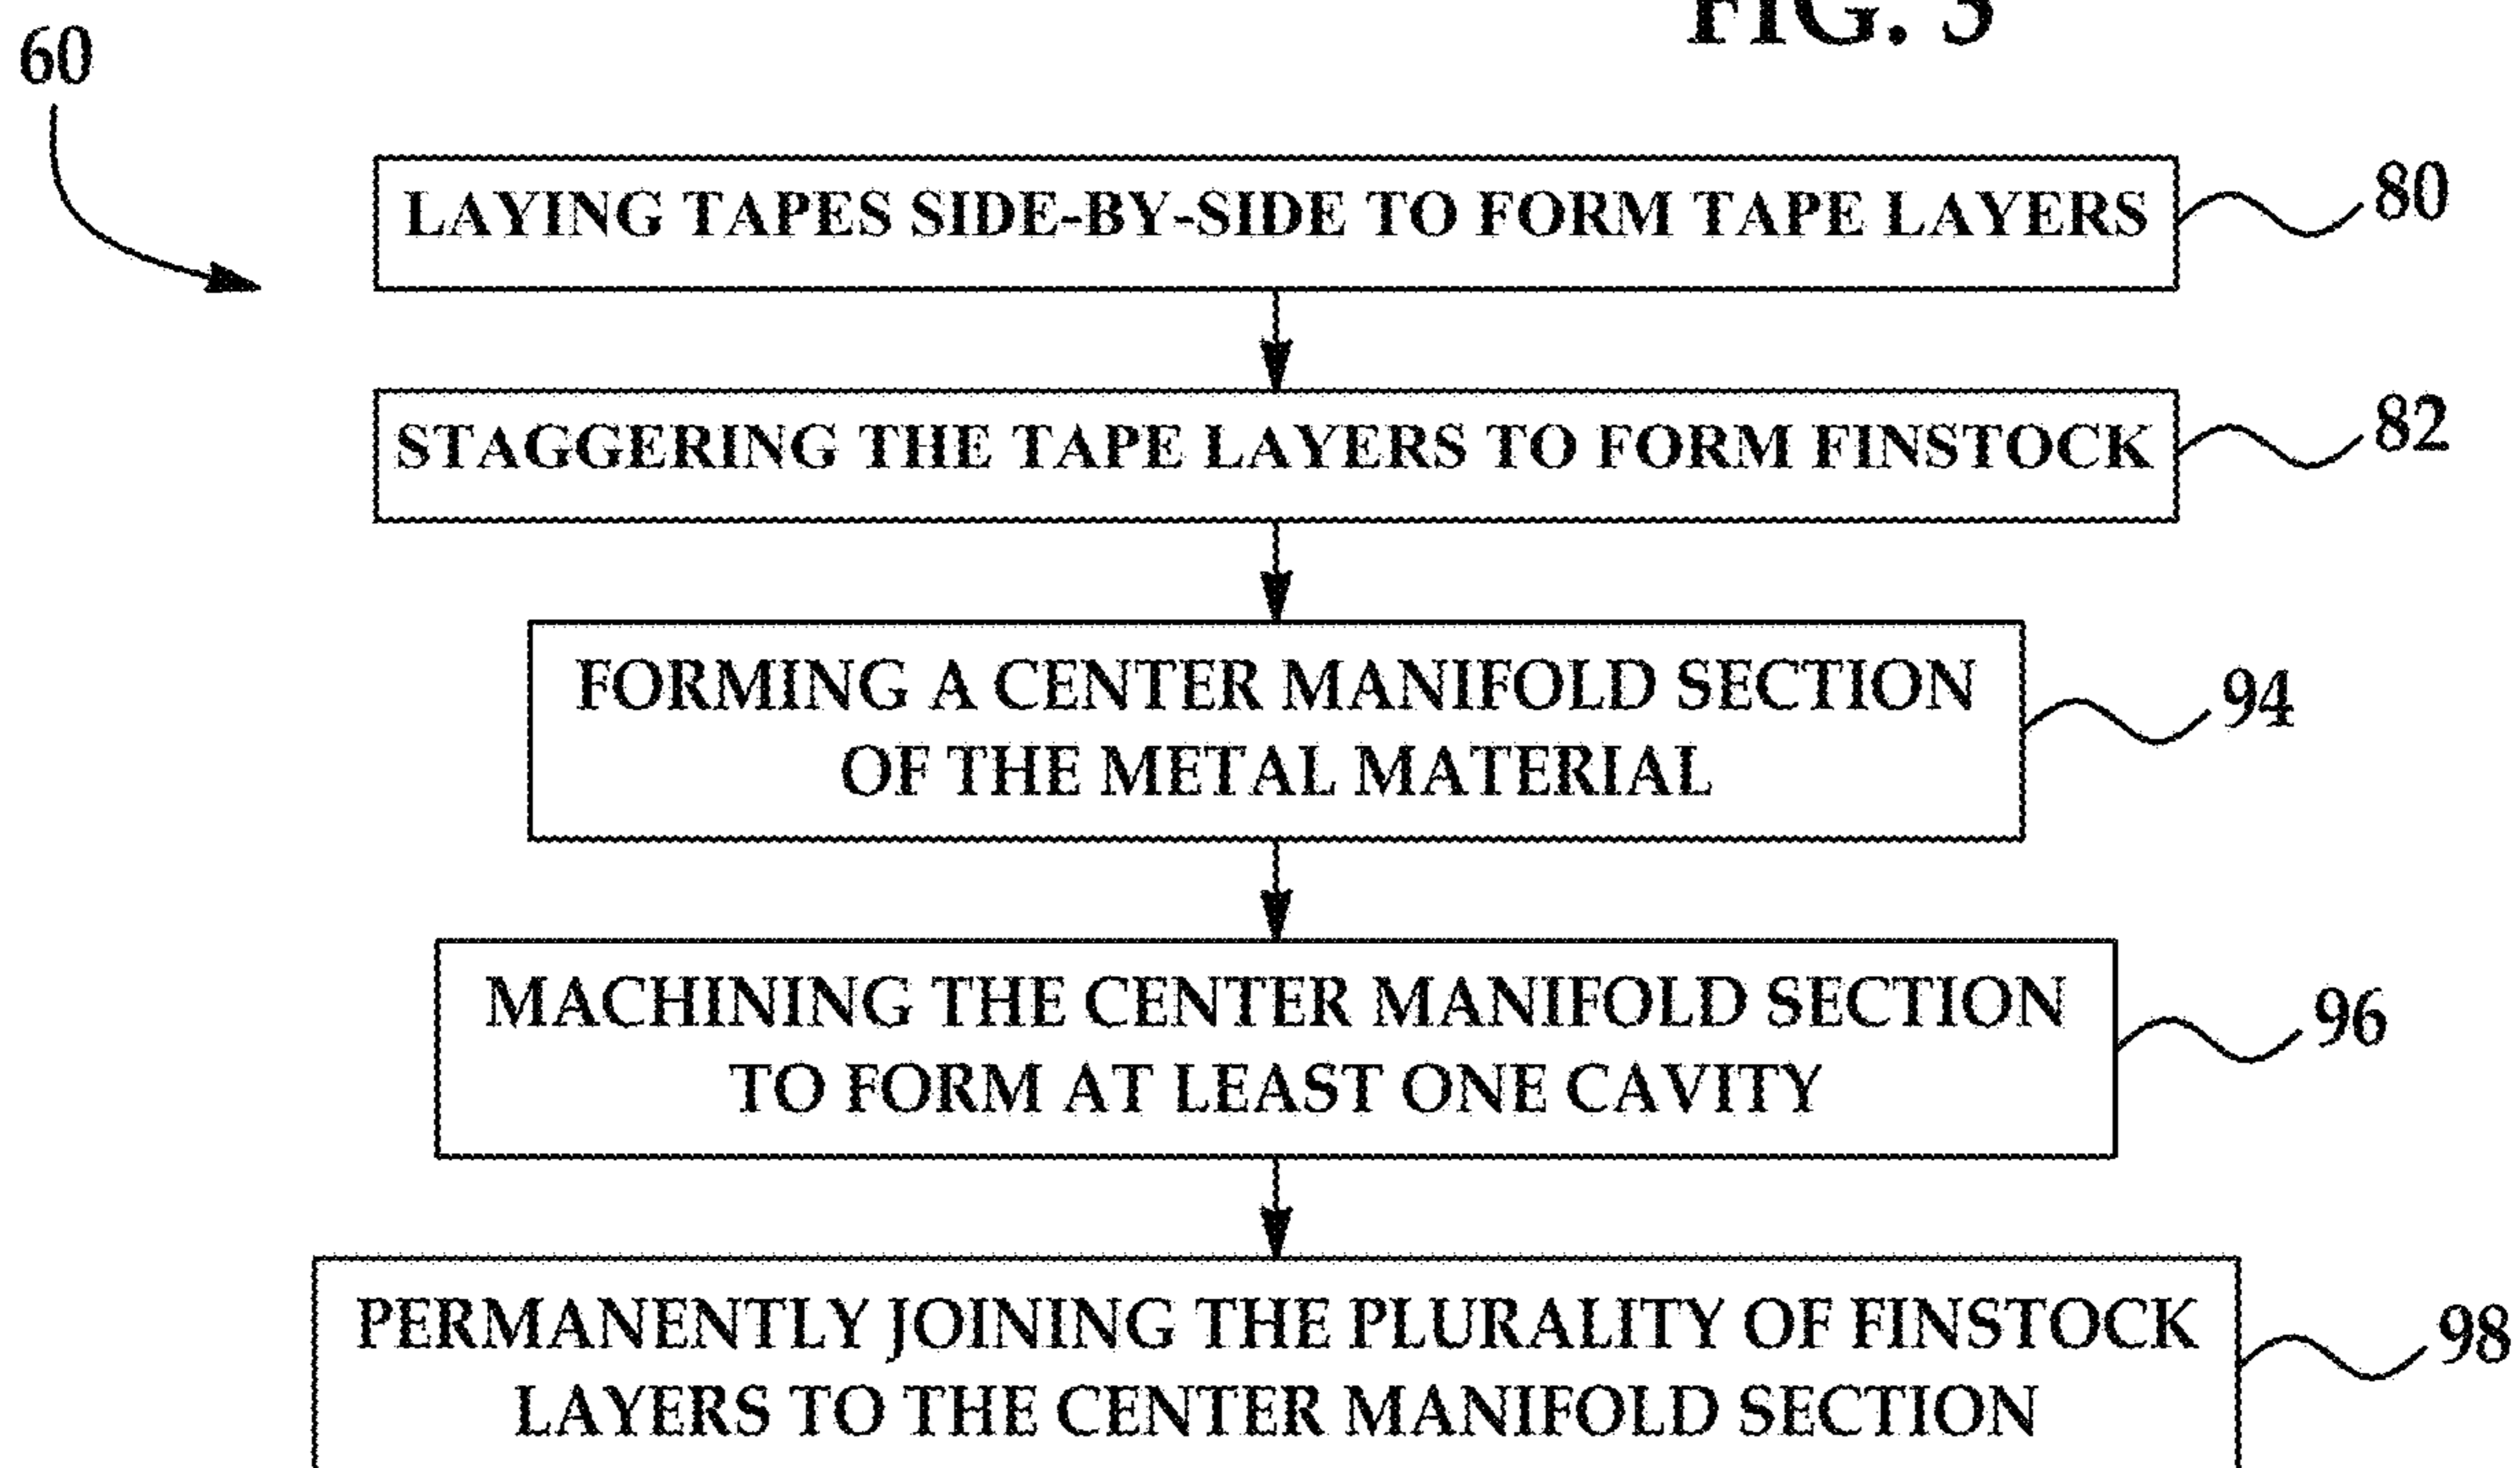 FIG. 3
60
LAYING TAPES SIDE-BY-SIDE TO FORM TAPE LAYERS
80
STAGGERING THE TAPE LAYERS TO FORM FINSTOCK
82
FORMING A CENTER MANIFOLD SECTION
OF THE METAL MATERIAL
94
MACHINING THE CENTER MANIFOLD SECTION
TO FORM AT LEAST ONE CAVITY
96
PERMANENTLY JOINING THE PLURALITY OF FINSTOCK
LAYERS TO THE CENTER MANIFOLD SECTION
98